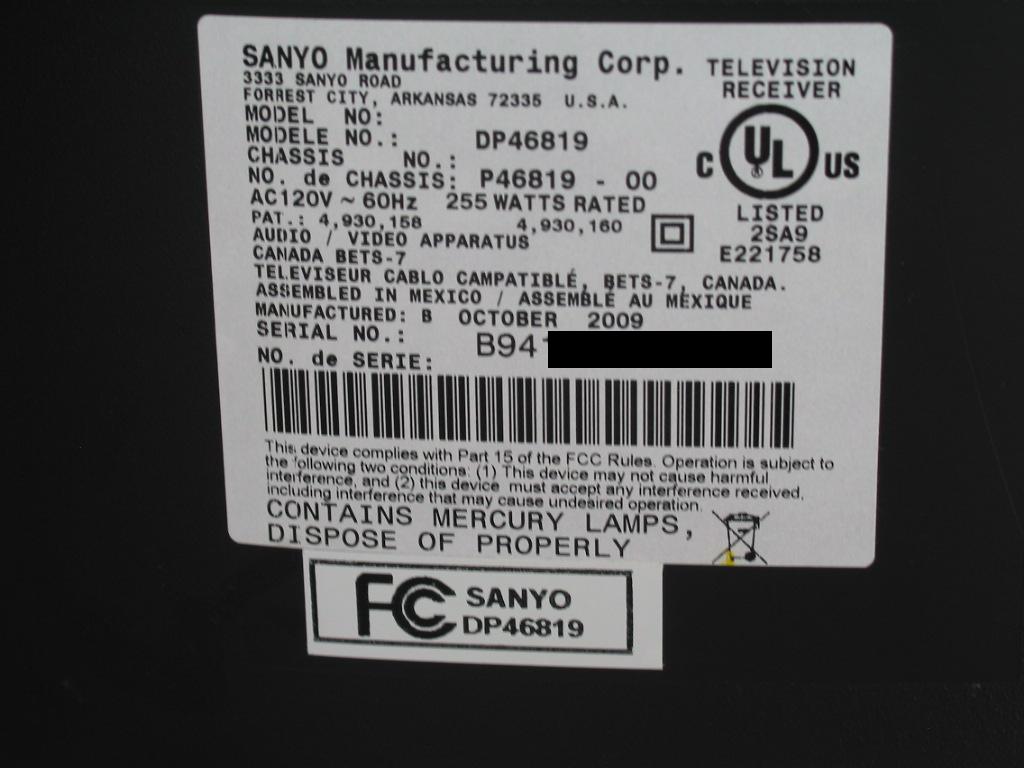 SANYO Manufacturing Corp.
TELEVISION
RECEIVER
3333 SANYO ROAD
FORREST CITY, ARKANSAS 72335 U.S.A.
MODEL NO:
MODELE NO.: DP46819
CHASSIS NO.:
NO. de CHASSIS: P46819 - 00
C UL US
®
LISTED
2SA9
E221758
AC120V ~ 60Hz 255 WATTS RATED
PAT.: 4,930,158 4,930,160
AUDIO / VIDEO APPARATUS
CANADA BETS-7
TELEVISEUR CABLO CAMPATIBLÉ, BETS-7, CANADA.
ASSEMBLED IN MEXICO / ASSEMBLÉ AU MEXIQUE
MANUFACTURED: B OCTOBER 2009
SERIAL NO.:
NO. de SERIE: B94
This device complies with Part 15 of the FCC Rules. Operation is subject to
the following two conditions: (1) This device may not cause harmful
interference, and (2) this device must accept any interference received,
including interference that may cause undesired operation.
CONTAINS MERCURY LAMPS,
DISPOSE OF PROPERLY
FC SANYO
DP46819